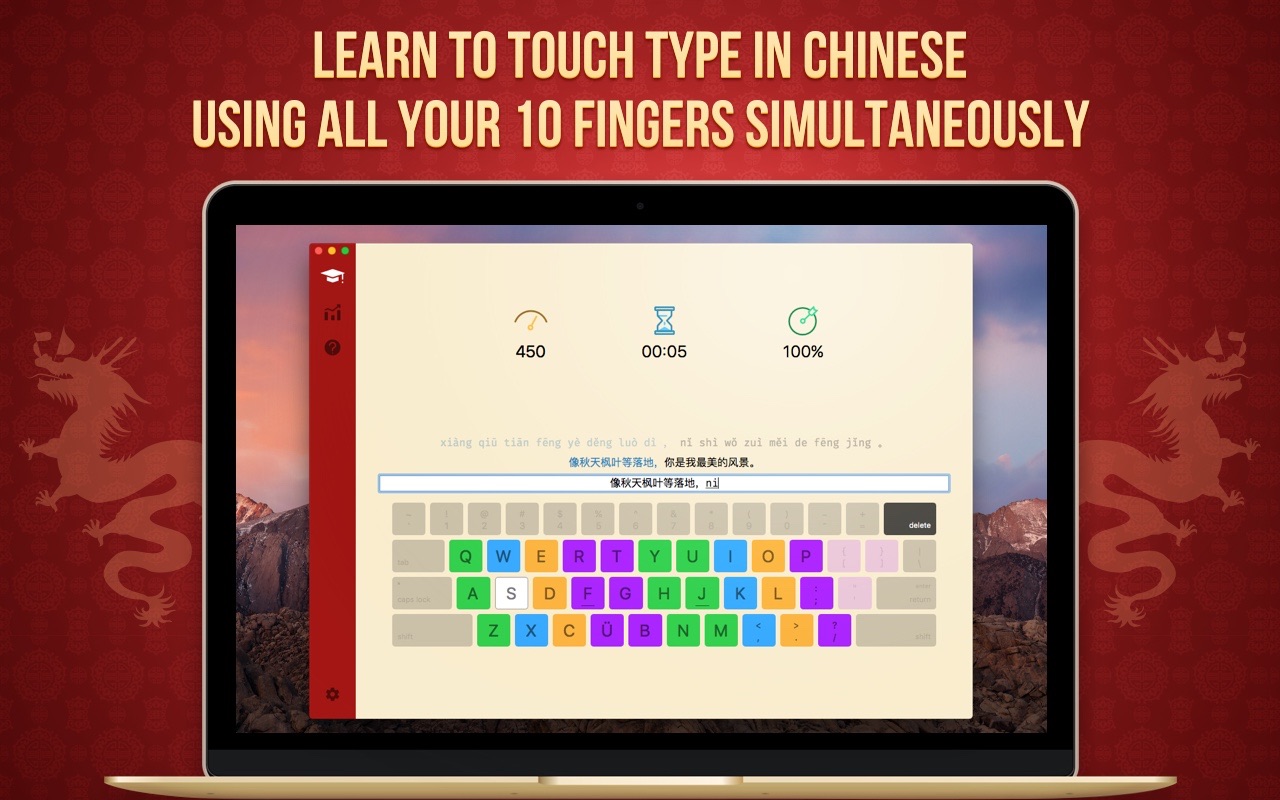 LEARN TO TOUCH TYPE IN CHINESE
USING ALL YOUR 10 FINGERS SIMULTANEOUSLY
450 00:05 100%
xiàng qiū tiān fēng yè děng luò dì , nǐ shì wǒ zuì měi de fēng jǐng 。
像秋天枫叶等落地，你是我最美的风景。
像秋天枫叶等落地，ni
~ ! 1 @ 2 # 3 $ 4 % 5 ^ 6 & 7 * 8 ( 9 ) 0 _ - + = delete
tab Q W E R T Y U I O P { [ } ] | \
caps lock A S D F G H J K L : ; " ' enter return
shift Z X C Ü B N M < , > . ? / shift